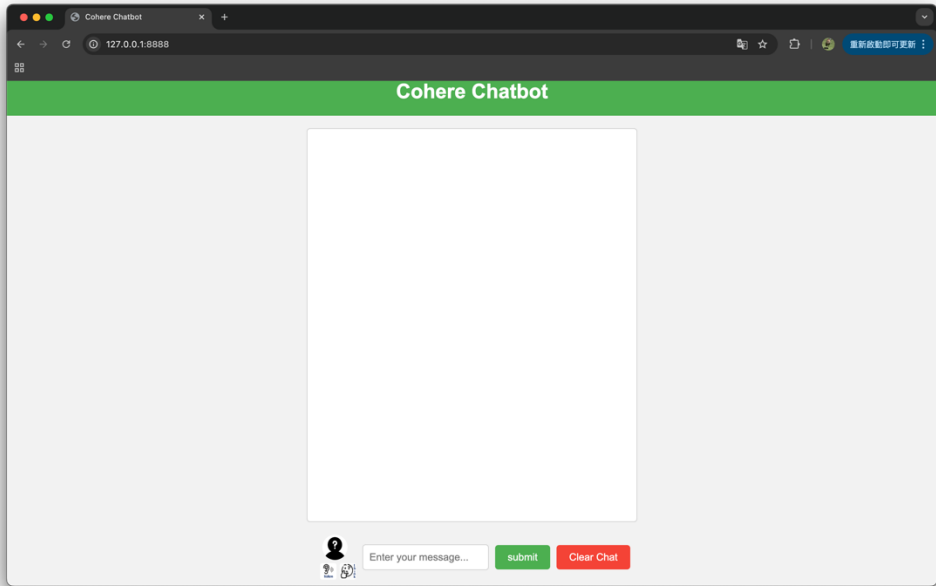 Cohere Chatbot
127.0.0.1:8888
重新啟動即可更新
Cohere Chatbot
?
Enter your message...
submit
Clear Chat